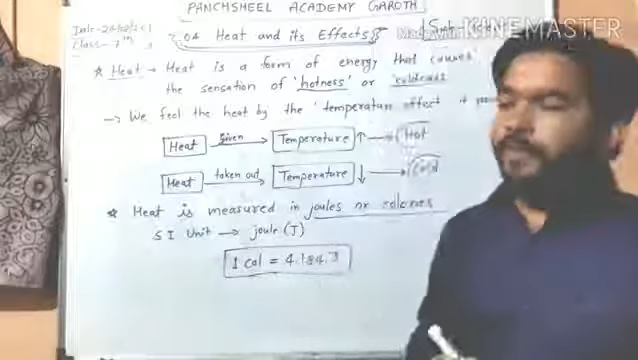 PANCHSHEEL ACADEMY GAROTH
Class - 7th
04 Heat and its Effects
Made with KINEMASTER
* Heat → Heat is a form of energy that causes
the sensation of 'hotness' or 'coldness'
→ We feel the heat by the 'temperature effect it
Heat given → Temperature ↑ → Hot
Heat taken out → Temperature ↓ → Cold
* Heat is measured in joules or calories
S I Unit → joule (J)
1 Cal = 4.184 J